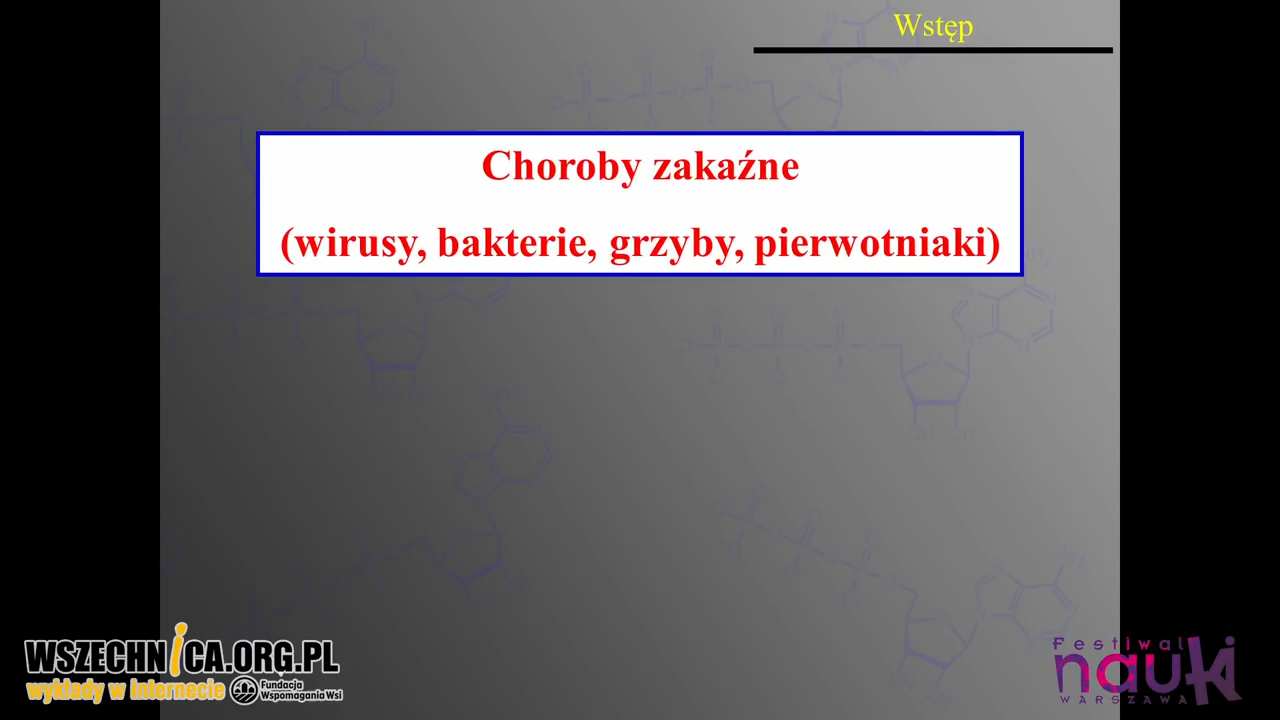 Wstęp
Choroby zakaźne
(wirusy, bakterie, grzyby, pierwotniaki)
WSZECHNiCA.ORG.PL
wykłady w internecie
Fundacja
Wspomagania Wsi
Festiwal
nauki
WARSZAWA